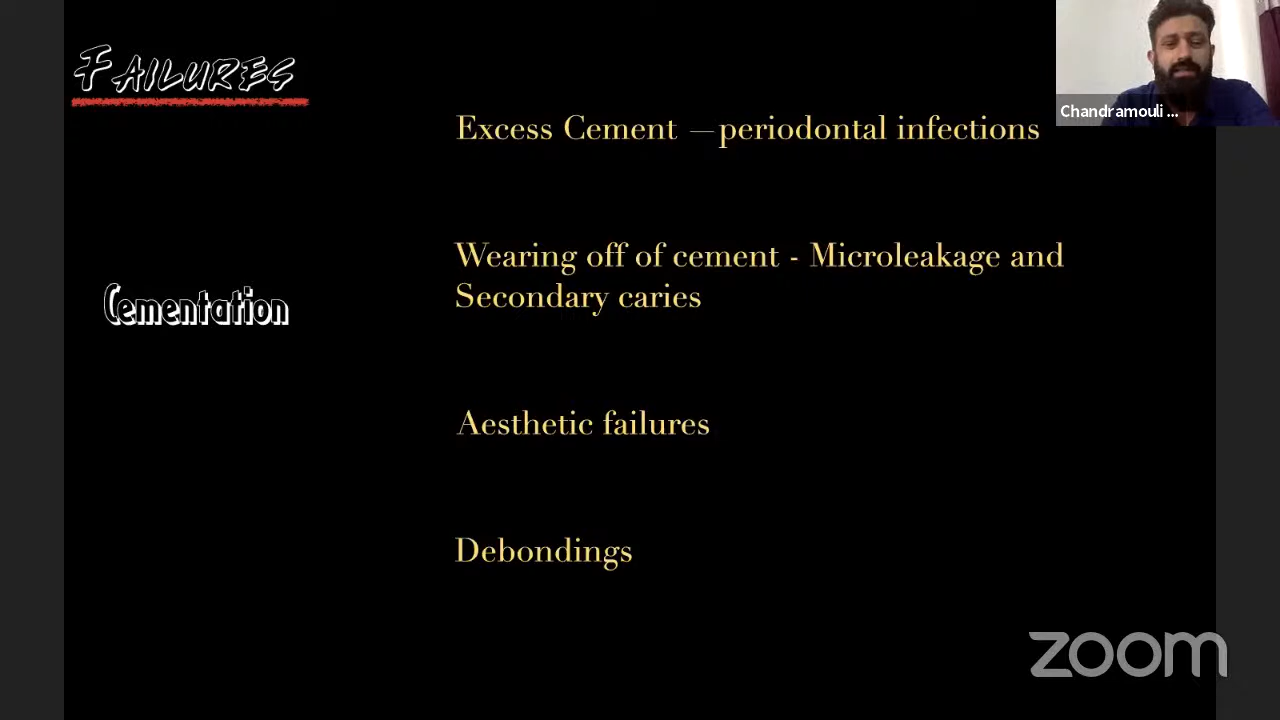 FAILURES
Chandramouli ...
Excess Cement —periodontal infections
Wearing off of cement - Microleakage and
Secondary caries
Cementation
Aesthetic failures
Debondings
zoom